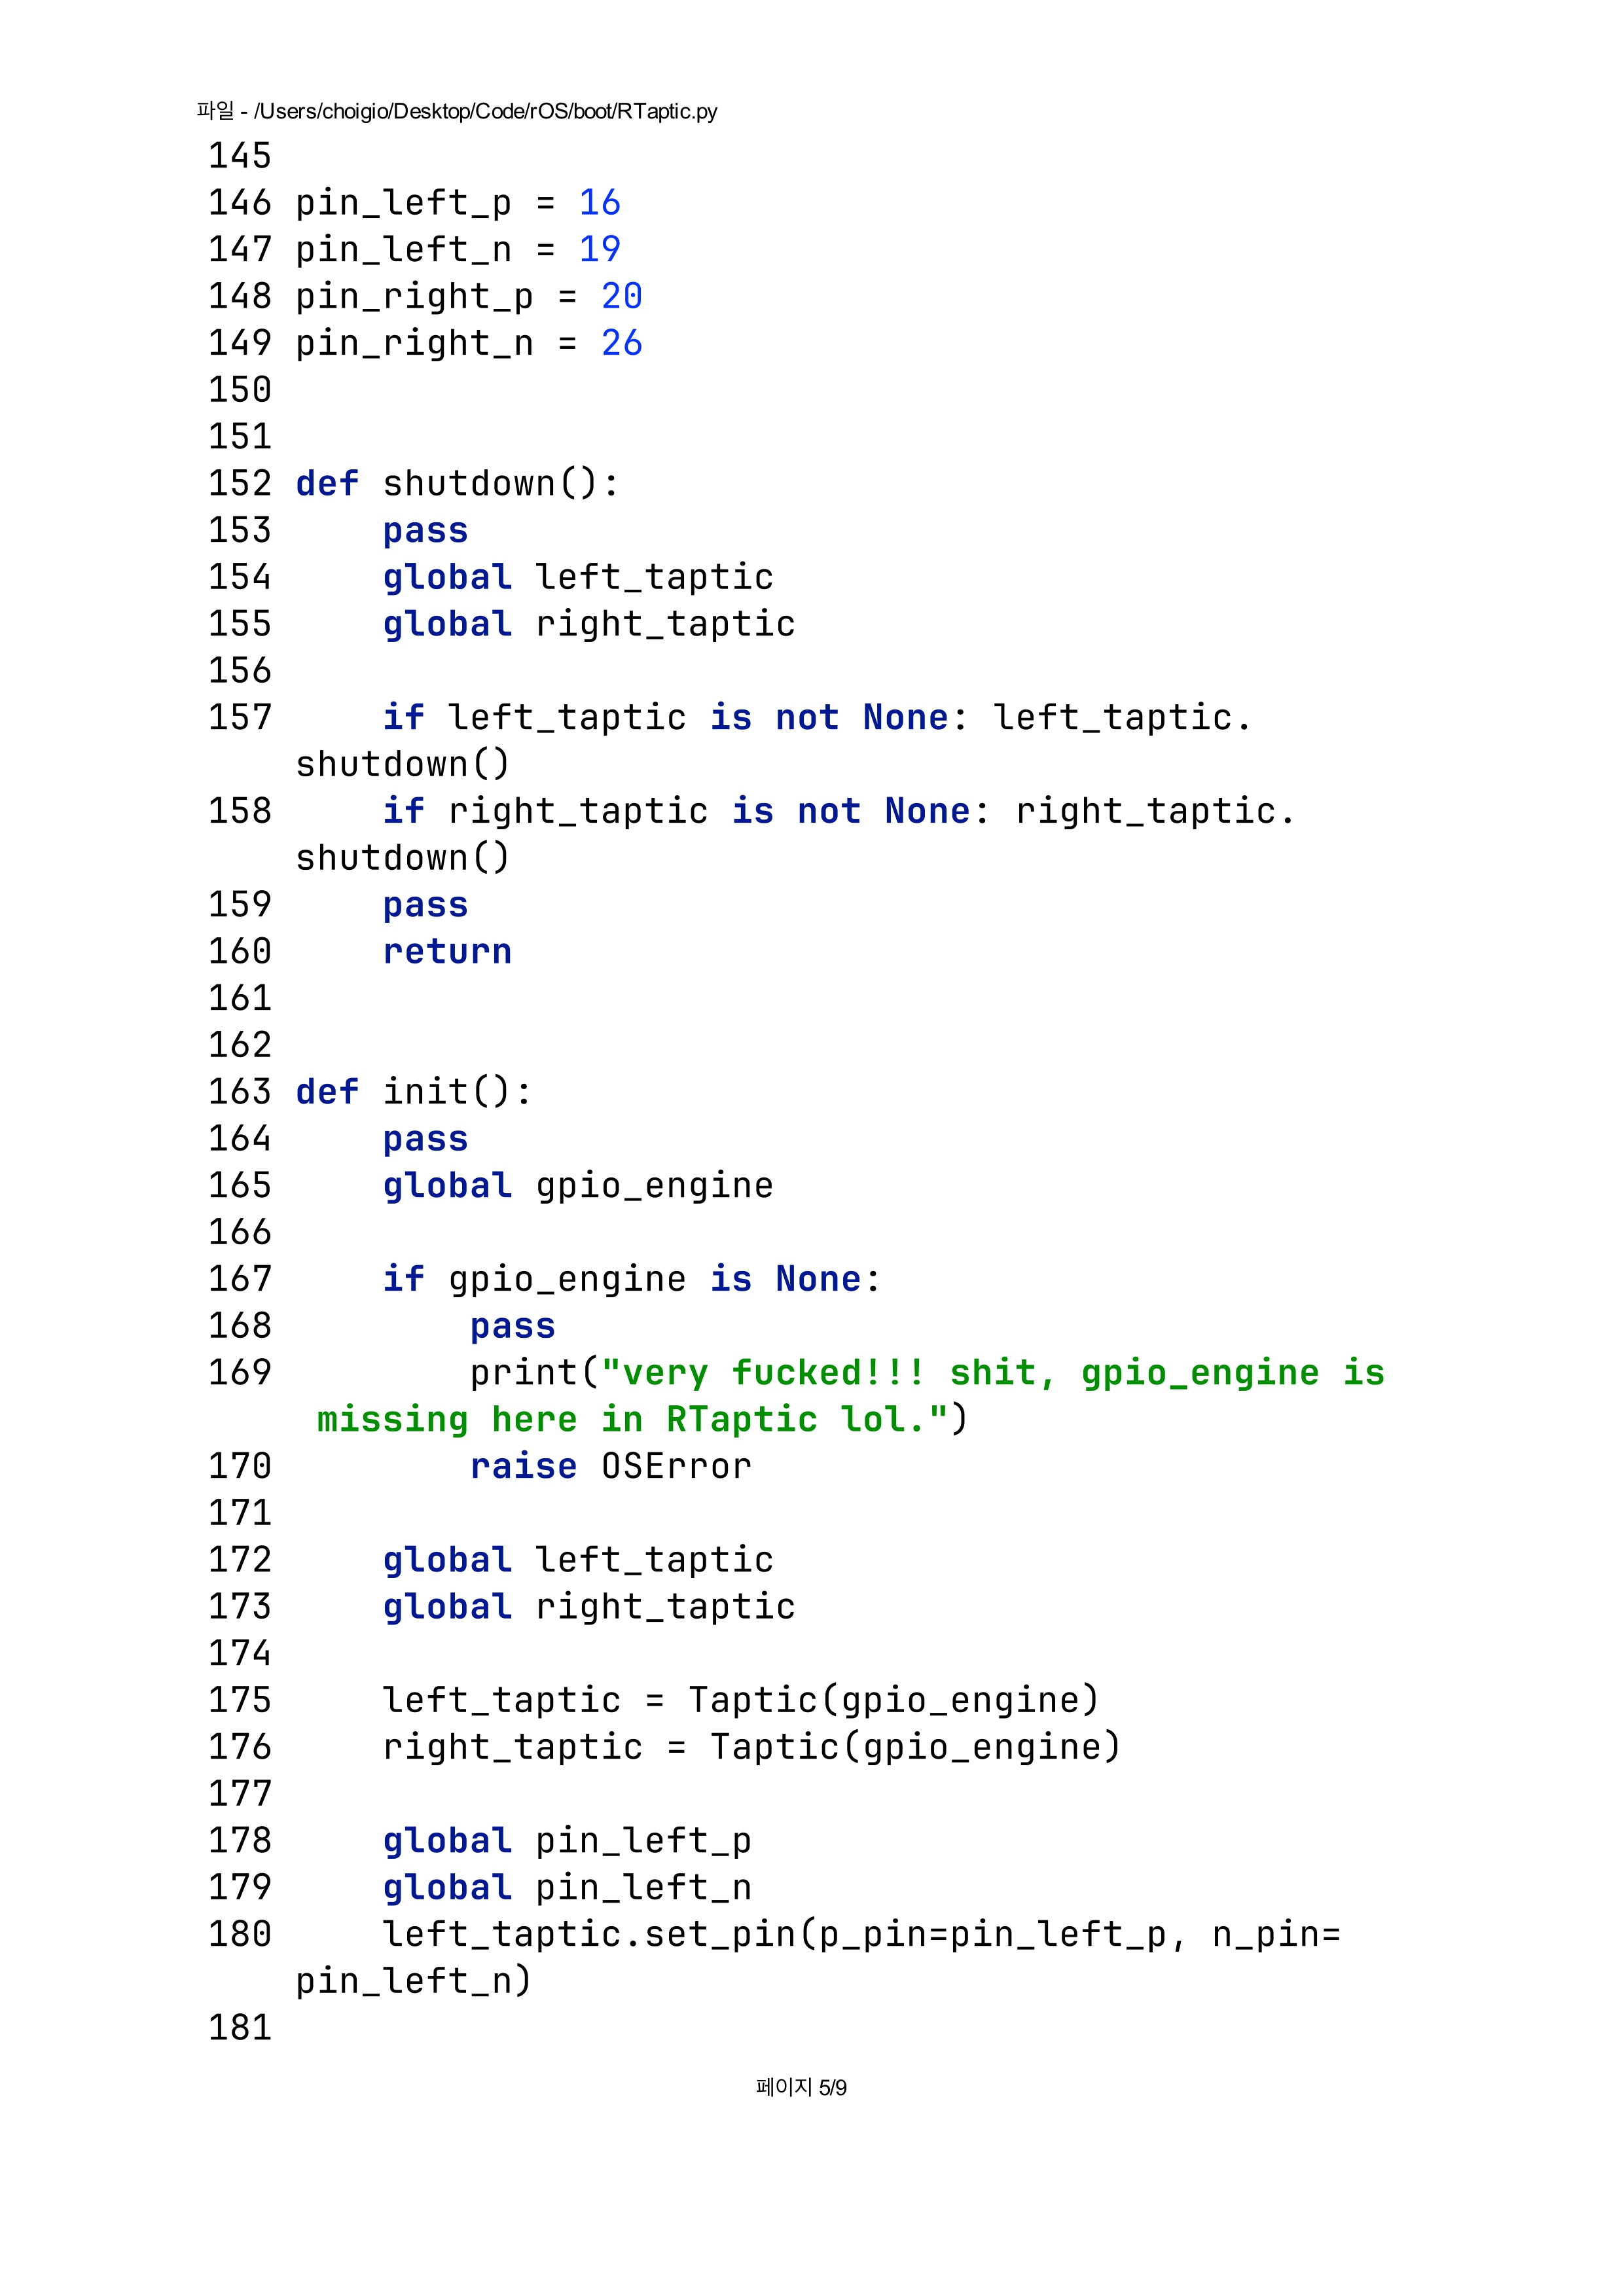 파일 - /Users/choigio/Desktop/Code/rOS/boot/RTaptic.py
145
146 pin_left_p = 16
147 pin_left_n = 19
148 pin_right_p = 20
149 pin_right_n = 26
150
151
152 def shutdown():
153     pass
154     global left_taptic
155     global right_taptic
156
157     if left_taptic is not None: left_taptic.
    shutdown()
158     if right_taptic is not None: right_taptic.
    shutdown()
159     pass
160     return
161
162
163 def init():
164     pass
165     global gpio_engine
166
167     if gpio_engine is None:
168         pass
169         print("very fucked!!! shit, gpio_engine is
     missing here in RTaptic lol.")
170         raise OSError
171
172     global left_taptic
173     global right_taptic
174
175     left_taptic = Taptic(gpio_engine)
176     right_taptic = Taptic(gpio_engine)
177
178     global pin_left_p
179     global pin_left_n
180     left_taptic.set_pin(p_pin=pin_left_p, n_pin=
    pin_left_n)
181
페이지 5/9